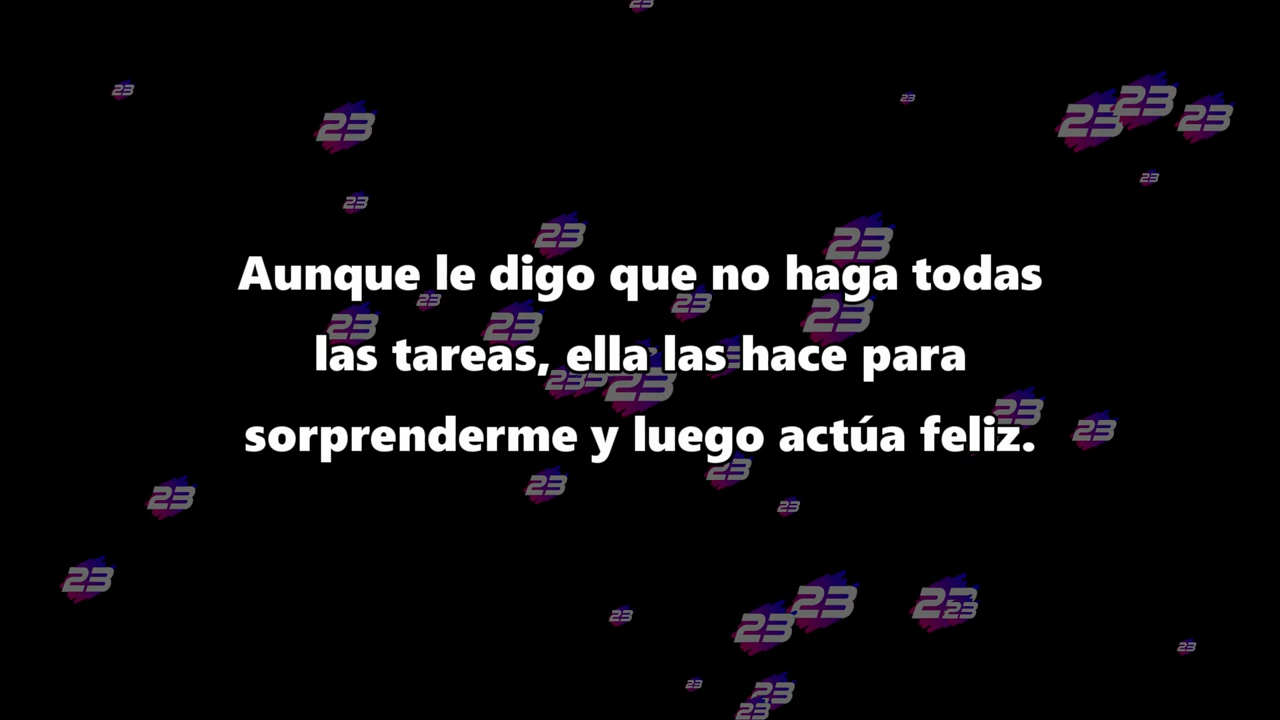 Aunque le digo que no haga todas
las tareas, ella las hace para
sorprenderme y luego actúa feliz.